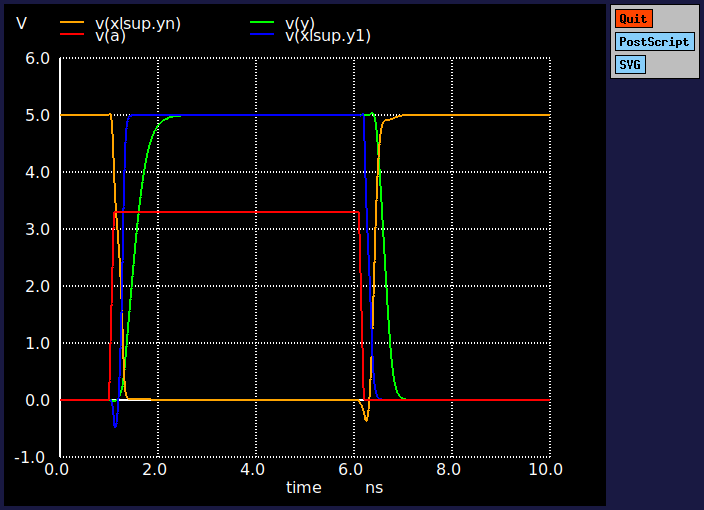 V
v(xlsup.yn)
v(y)
v(a)
v(xlsup.y1)
Quit
PostScript
SVG
6.0
5.0
4.0
3.0
2.0
1.0
0.0
-1.0
0.0 2.0 4.0 6.0 8.0 10.0
time ns